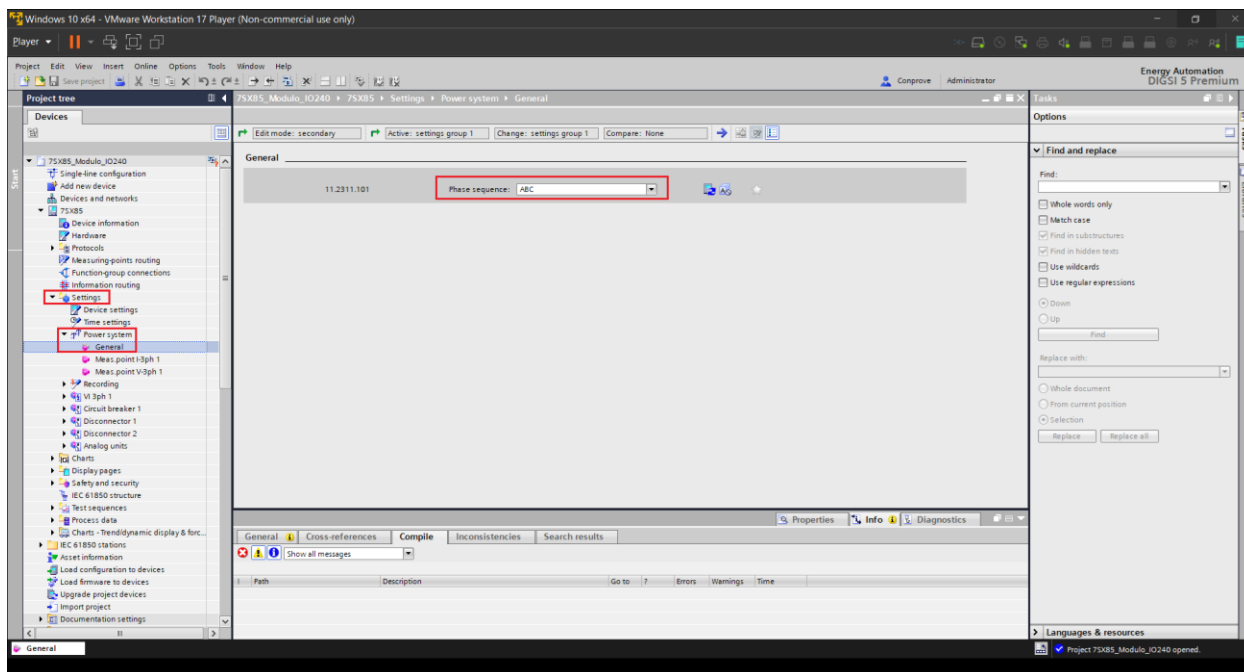 Windows 10 x64 - VMware Workstation 17 Player (Non-commercial use only)
Player
Project Edit View Insert Online Options Tools Window Help
Save project
Conprove Administrator
Energy Automation
DIGSI 5 Premium
Project tree
7SX85_Modulo_IO240 7SX85 Settings Power system General
Tasks
Devices
Options
Edit mode: secondary Active: settings group 1 Change: settings group 1 Compare: None
Start
7SX85_Modulo_IO240
Single-line configuration
Add new device
Devices and networks
7SX85
Device information
Hardware
Protocols
Measuring-points routing
Function-group connections
Information routing
Settings
Device settings
Time settings
Power system
General
Meas.point I-3ph 1
Meas.point V-3ph 1
Recording
VI 3ph 1
Circuit breaker 1
Disconnector 1
Disconnector 2
Analog units
Charts
Display pages
Safety and security
IEC 61850 structure
Test sequences
Process data
Charts - Trend/dynamic display & forc...
IEC 61850 stations
Asset information
Load configuration to devices
Load firmware to devices
Upgrade project devices
Import project
Documentation settings
General
11.2311.101 Phase sequence: ABC
Find and replace
Find:
Whole words only
Match case
Find in substructures
Find in hidden texts
Use wildcards
Use regular expressions
Down
Up
Find
Replace with:
Whole document
From current position
Selection
Replace Replace all
Languages & resources
Properties Info Diagnostics
General Cross-references Compile Inconsistencies Search results
Show all messages
! Path Description Go to ? Errors Warnings Time
General
Project 7SX85_Modulo_IO240 opened.